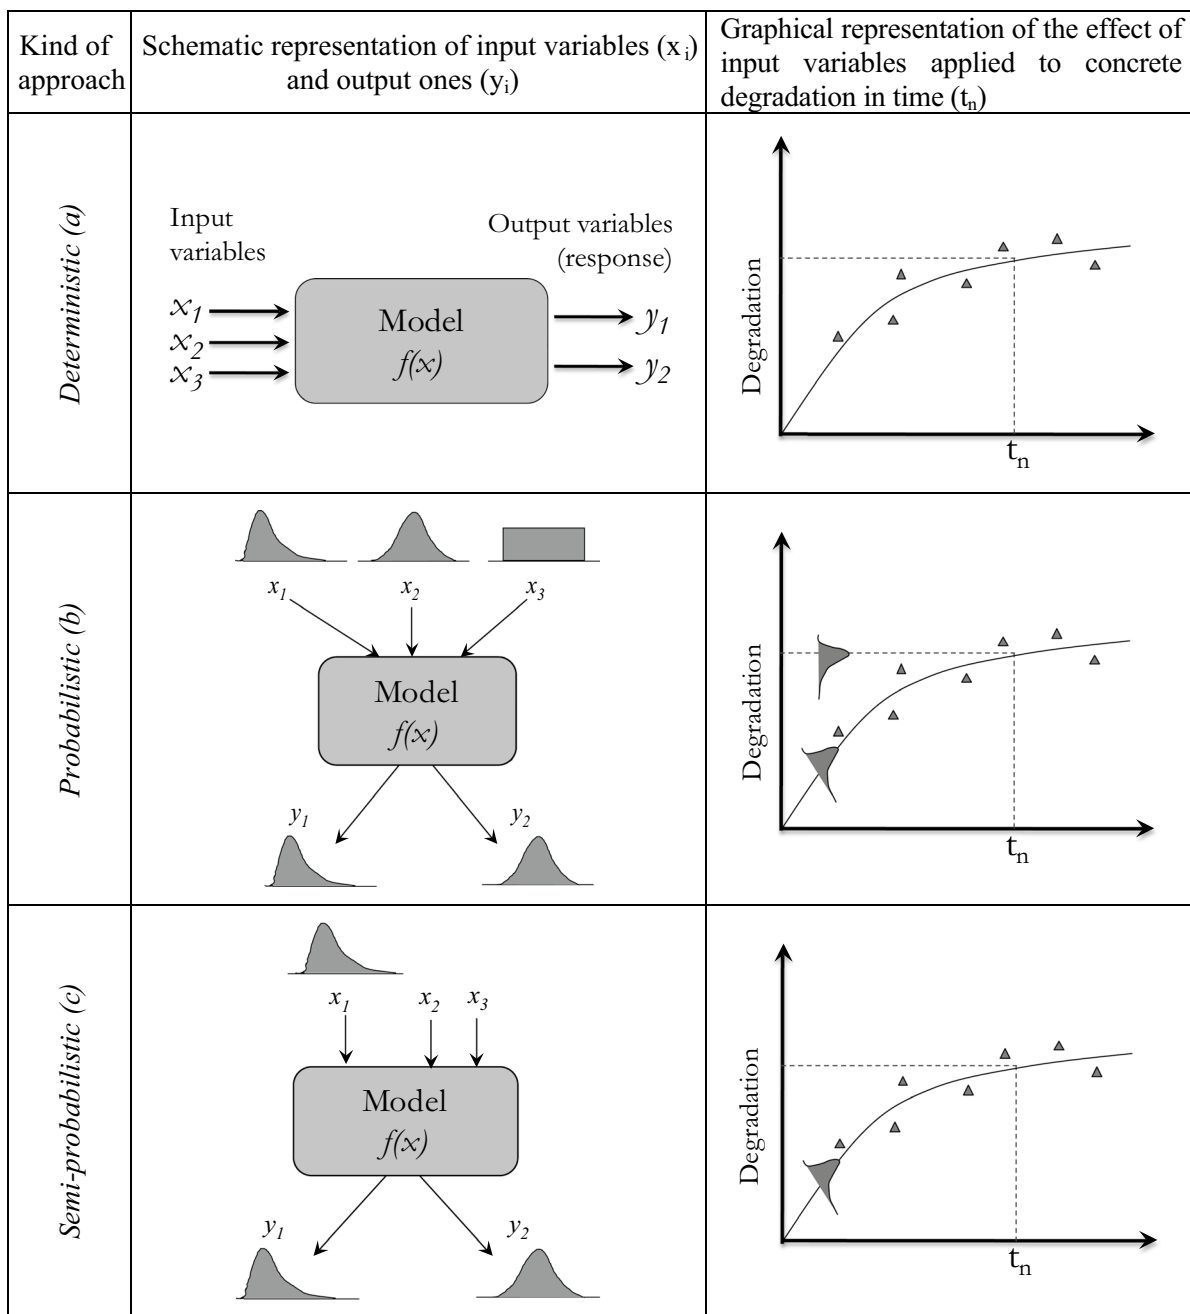 Kind of approach
Schematic representation of input variables (xi)
and output ones (yi)
Graphical representation of the effect of
input variables applied to concrete
degradation in time (tn)
Deterministic (a)
Input
variables
Output variables
(response)
x1
x2
x3
Model
f(x)
y1
y2
Degradation
tn
Probabilistic (b)
x1
x2
x3
Model
f(x)
y1
y2
Degradation
tn
Semi-probabilistic (c)
x1
x2
x3
Model
f(x)
y1
y2
Degradation
tn